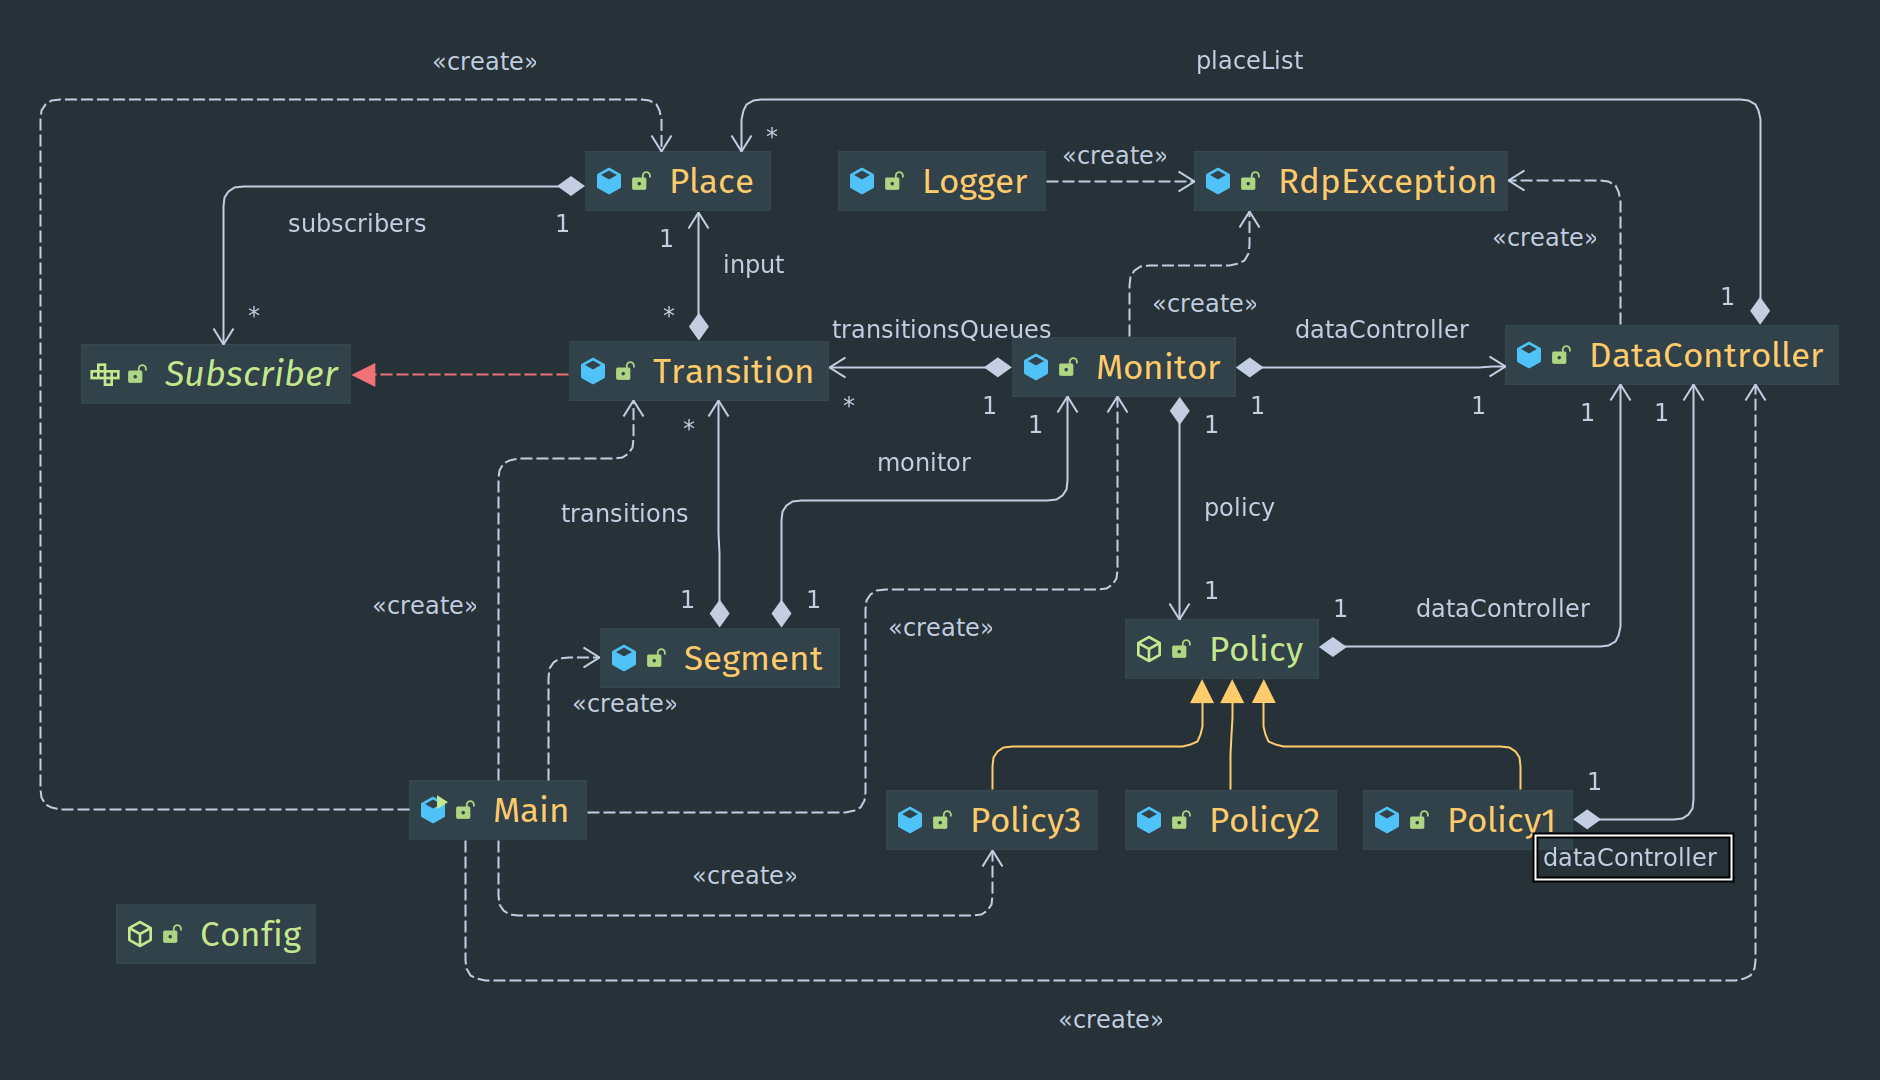 «create»
placeList
*
Place
Logger
«create»
RdpException
subscribers
1
1
input
«create»
*
*
transitionsQueues
«create»
dataController
1
Subscriber
Transition
Monitor
DataController
*
*
1
1
1
1
1
1
1
monitor
transitions
policy
1
1
1
1
«create»
«create»
dataController
Segment
Policy
«create»
1
Main
Policy3
Policy2
Policy1
dataController
«create»
Config
«create»